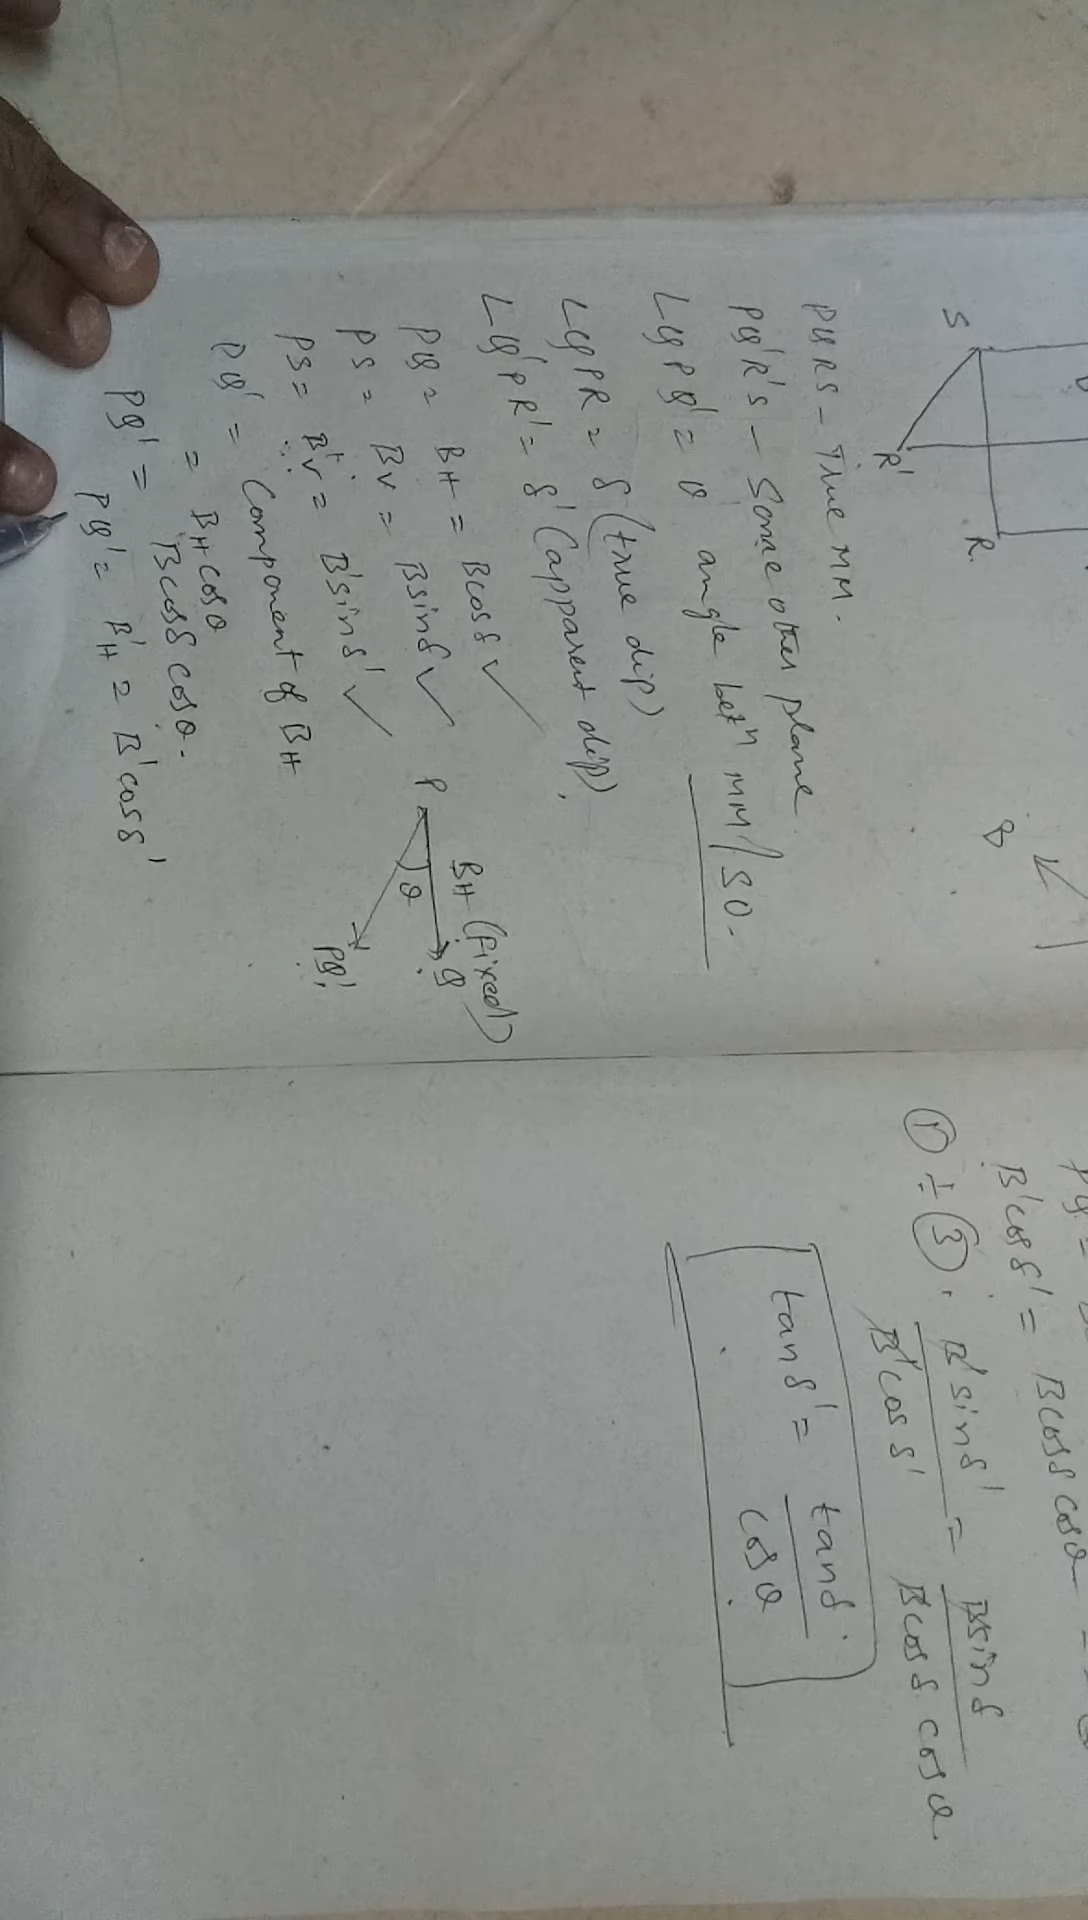 S
R'
R
B
PQRS - True MM.
PQ'R'S - Some other plane
∠QPQ' = θ angle betⁿ MM / SO.
∠QPR = δ (true dip)
∠Q'PR' = δ' (apparent dip)
PQ = BH = Bcosδ ✓
PS = BV = Bsinδ ✓
PS = B'V = B'sinδ' ✓
PQ' = Component of BH
= BH cosθ
PQ' = Bcosδ cosθ.
PQ' = B'H = B'cosδ'
P
BH (fixed)
θ
Q
PQ'
B'cosδ' = Bcosδ cosθ
① ÷ ③. B'sinδ' / B'cosδ' = Bsinδ / Bcosδ cosθ
tanδ' = tanδ / cosθ